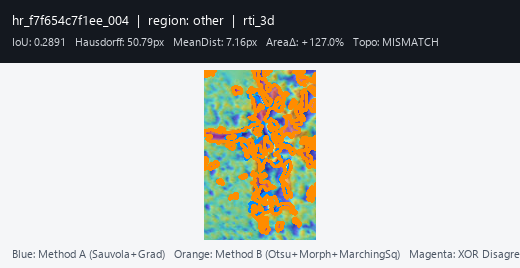 hr_f7f654c7f1ee_004  |  region: other  |  rti_3d
IoU: 0.2891   Hausdorff: 50.79px   MeanDist: 7.16px   AreaΔ: +127.0%   Topo: MISMATCH
Blue: Method A (Sauvola+Grad)   Orange: Method B (Otsu+Morph+MarchingSq)   Magenta: XOR Disagre